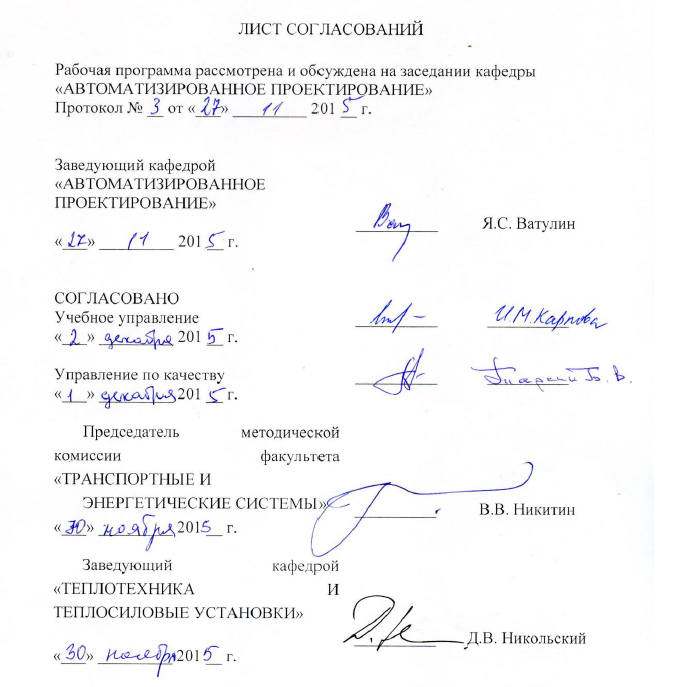 ЛИСТ СОГЛАСОВАНИЙ
Рабочая программа рассмотрена и обсуждена на заседании кафедры
«АВТОМАТИЗИРОВАННОЕ ПРОЕКТИРОВАНИЕ»
Протокол № 3 от «27» 11 2015 г.
Заведующий кафедрой
«АВТОМАТИЗИРОВАННОЕ
ПРОЕКТИРОВАНИЕ»
Я.С. Ватулин
«27» 11 2015 г.
СОГЛАСОВАНО
Учебное управление
И.М. Карпова
«2» декабря 2015 г.
Управление по качеству
Б. В.
«1» декабря 2015 г.
Председатель методической
комиссии факультета
«ТРАНСПОРТНЫЕ И
ЭНЕРГЕТИЧЕСКИЕ СИСТЕМЫ»
В.В. Никитин
«30» ноября 2015 г.
Заведующий кафедрой
«ТЕПЛОТЕХНИКА И
ТЕПЛОСИЛОВЫЕ УСТАНОВКИ»
Д.В. Никольский
«30» ноября 2015 г.